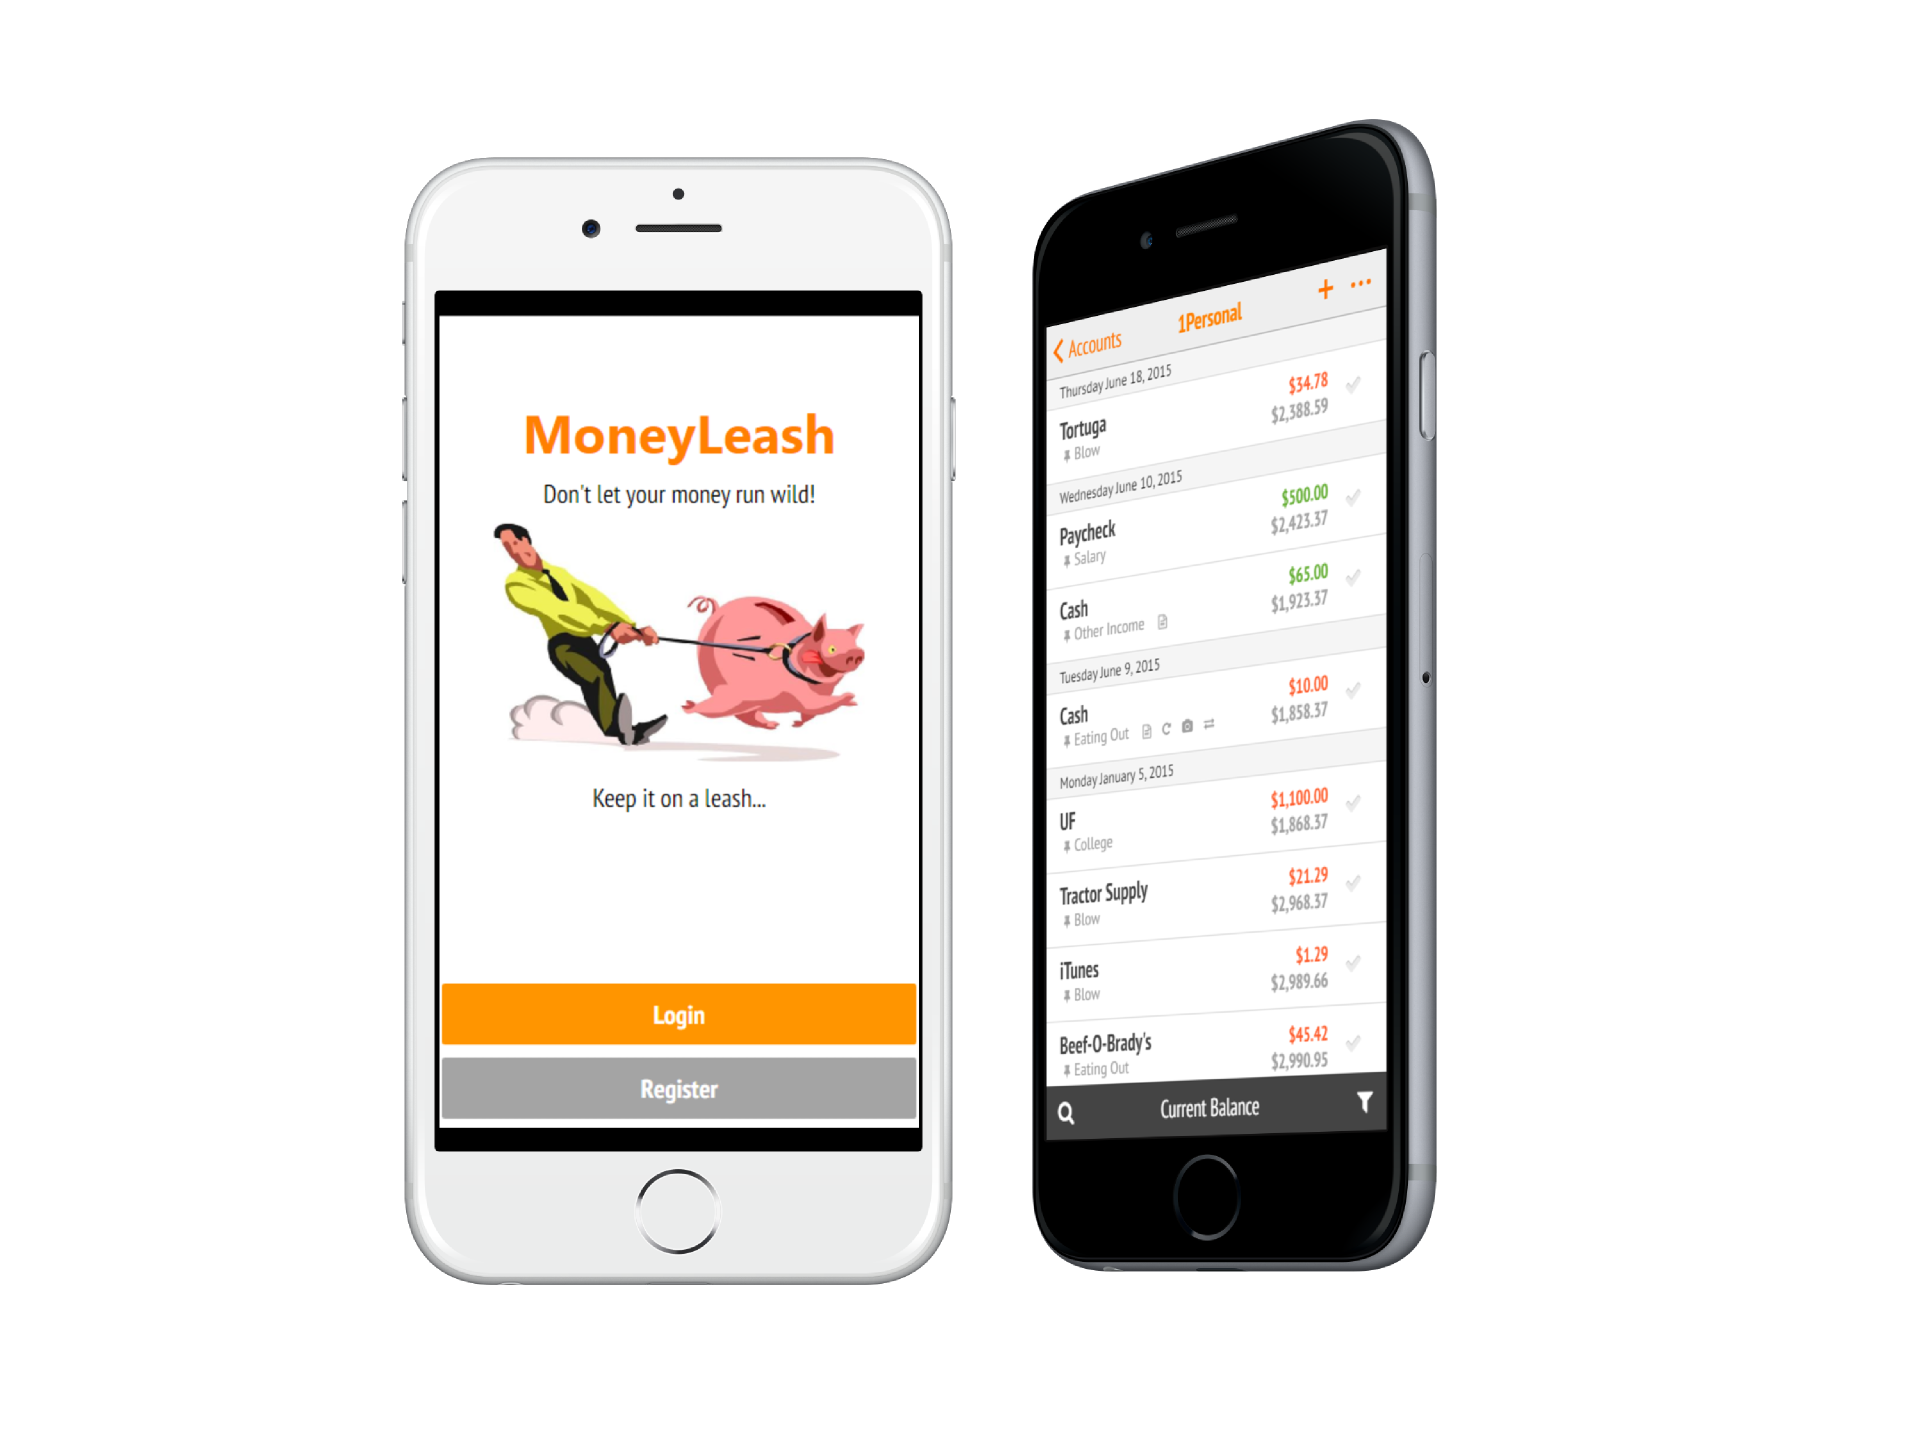 MoneyLeash
Don't let your money run wild!
Keep it on a leash...
Login
Register
Accounts
1Personal
Thursday June 18, 2015
Tortuga
Blow
$34.78
$2,388.59
Wednesday June 10, 2015
Paycheck
Salary
$500.00
$2,423.37
Cash
Other Income
$65.00
$1,923.37
Tuesday June 9, 2015
Cash
Eating Out
$10.00
$1,858.37
Monday January 5, 2015
UF
College
$1,100.00
$1,868.37
Tractor Supply
Blow
$21.29
$2,968.37
iTunes
Blow
$1.29
$2,989.66
Beef-O-Brady's
Eating Out
$45.42
$2,990.95
Current Balance